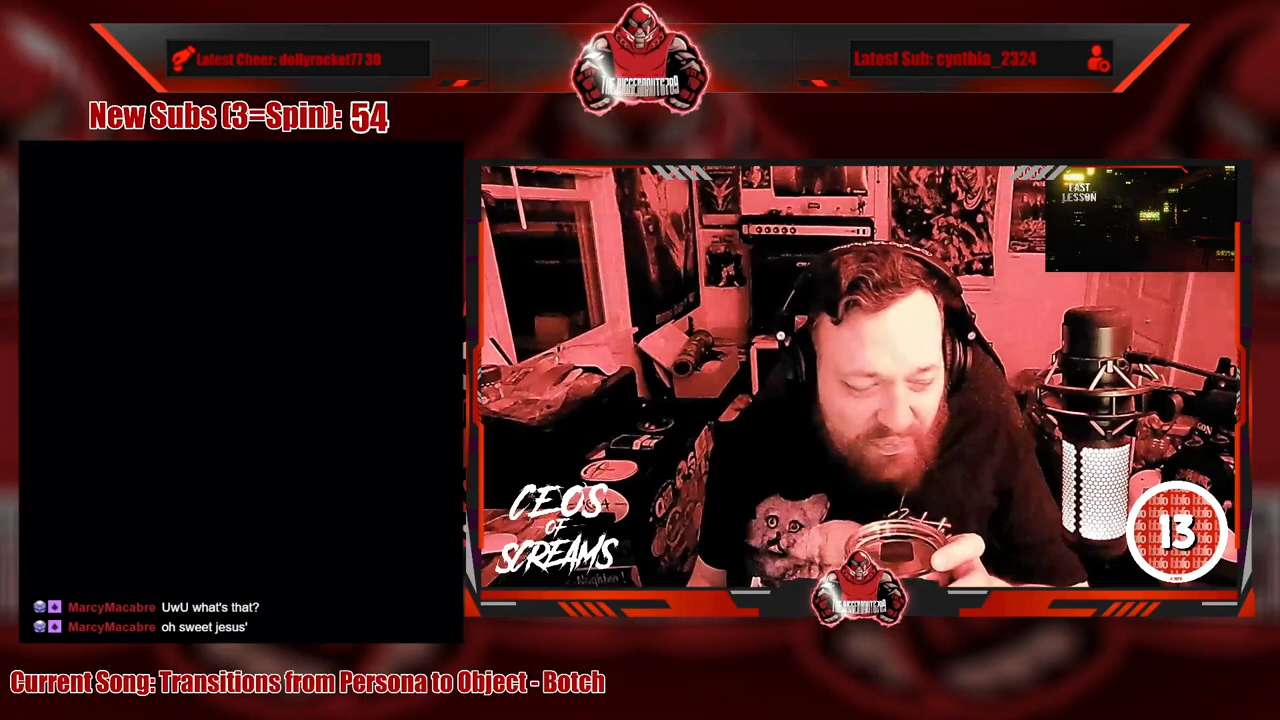 Latest Cheer: dollyrocket77 30
THEJUGGERNAUT6789
Latest Sub: cynthia_2324
New Subs (3=Spin): 54
LAST
LESSON
CEOS
OF
SCREAMS
13
MarcyMacabre UwU what's that?
MarcyMacabre oh sweet jesus'
Current Song: Transitions from Persona to Object - Botch